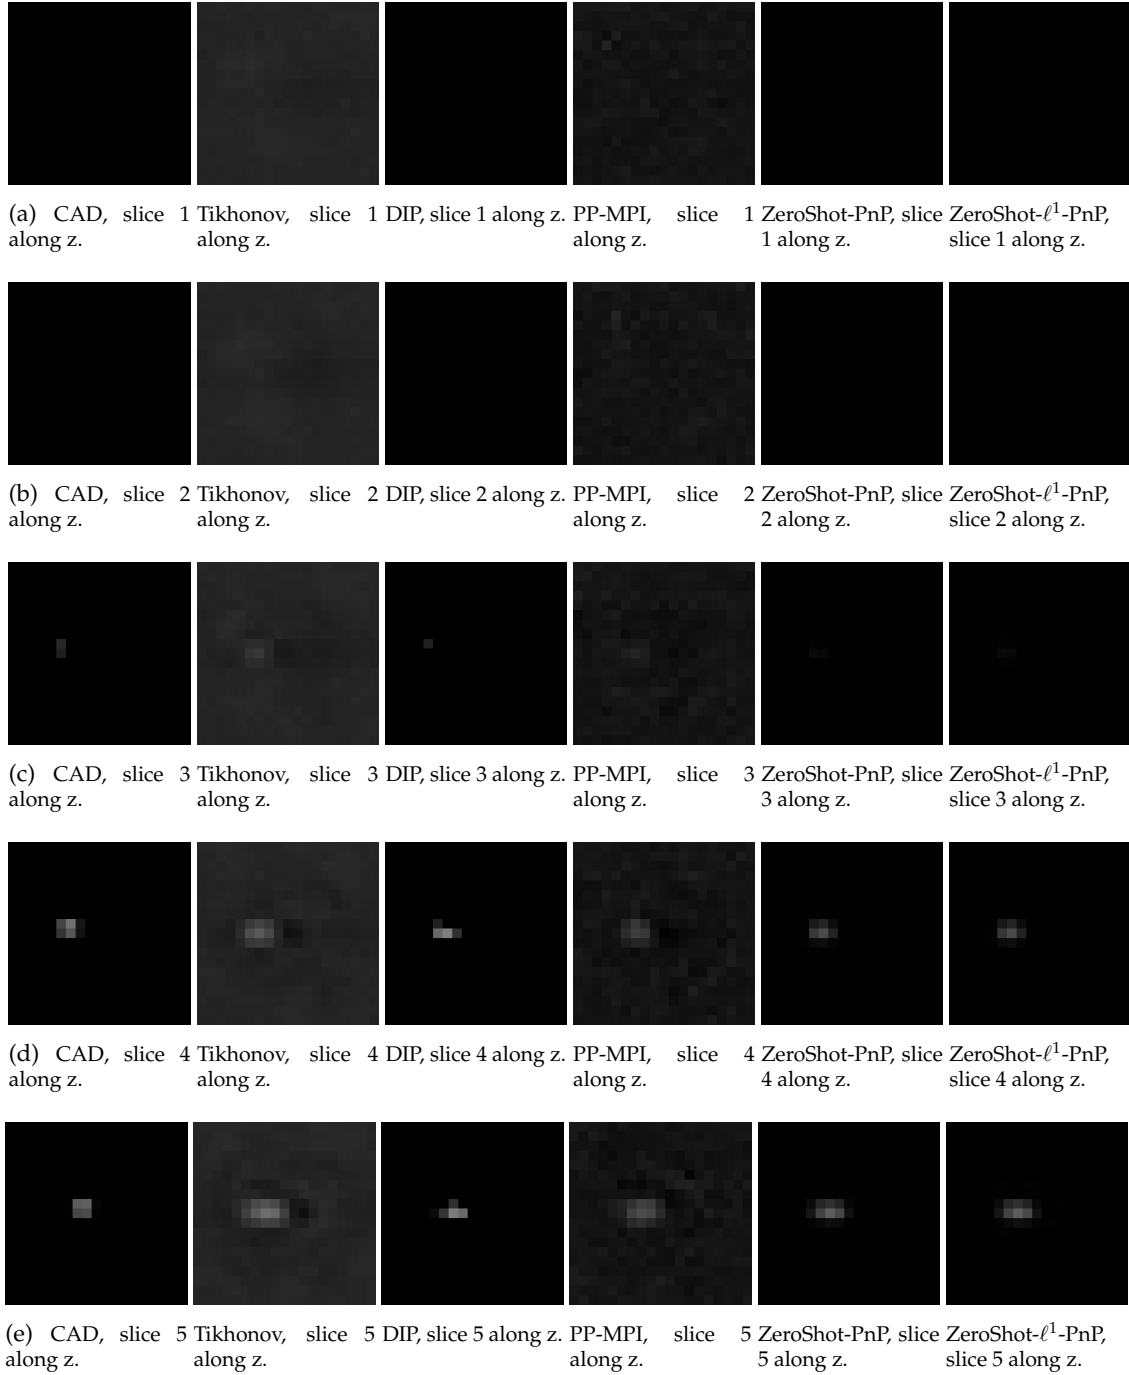 (a) CAD, slice 1 along z.
Tikhonov, slice 1 along z.
DIP, slice 1 along z.
PP-MPI, slice 1 along z.
ZeroShot-PnP, slice 1 along z.
ZeroShot-ℓ¹-PnP, slice 1 along z.
(b) CAD, slice 2 along z.
Tikhonov, slice 2 along z.
DIP, slice 2 along z.
PP-MPI, slice 2 along z.
ZeroShot-PnP, slice 2 along z.
ZeroShot-ℓ¹-PnP, slice 2 along z.
(c) CAD, slice 3 along z.
Tikhonov, slice 3 along z.
DIP, slice 3 along z.
PP-MPI, slice 3 along z.
ZeroShot-PnP, slice 3 along z.
ZeroShot-ℓ¹-PnP, slice 3 along z.
(d) CAD, slice 4 along z.
Tikhonov, slice 4 along z.
DIP, slice 4 along z.
PP-MPI, slice 4 along z.
ZeroShot-PnP, slice 4 along z.
ZeroShot-ℓ¹-PnP, slice 4 along z.
(e) CAD, slice 5 along z.
Tikhonov, slice 5 along z.
DIP, slice 5 along z.
PP-MPI, slice 5 along z.
ZeroShot-PnP, slice 5 along z.
ZeroShot-ℓ¹-PnP, slice 5 along z.